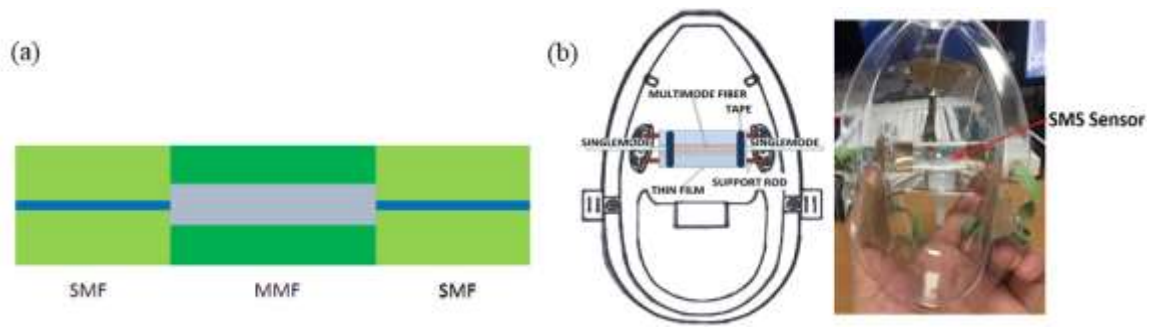 (a)
SMF
MMF
SMF
(b)
MULTIMODE FIBER
TAPE
SINGLEMODE
SINGLEMODE
THIN FILM
SUPPORT ROD
SMS Sensor